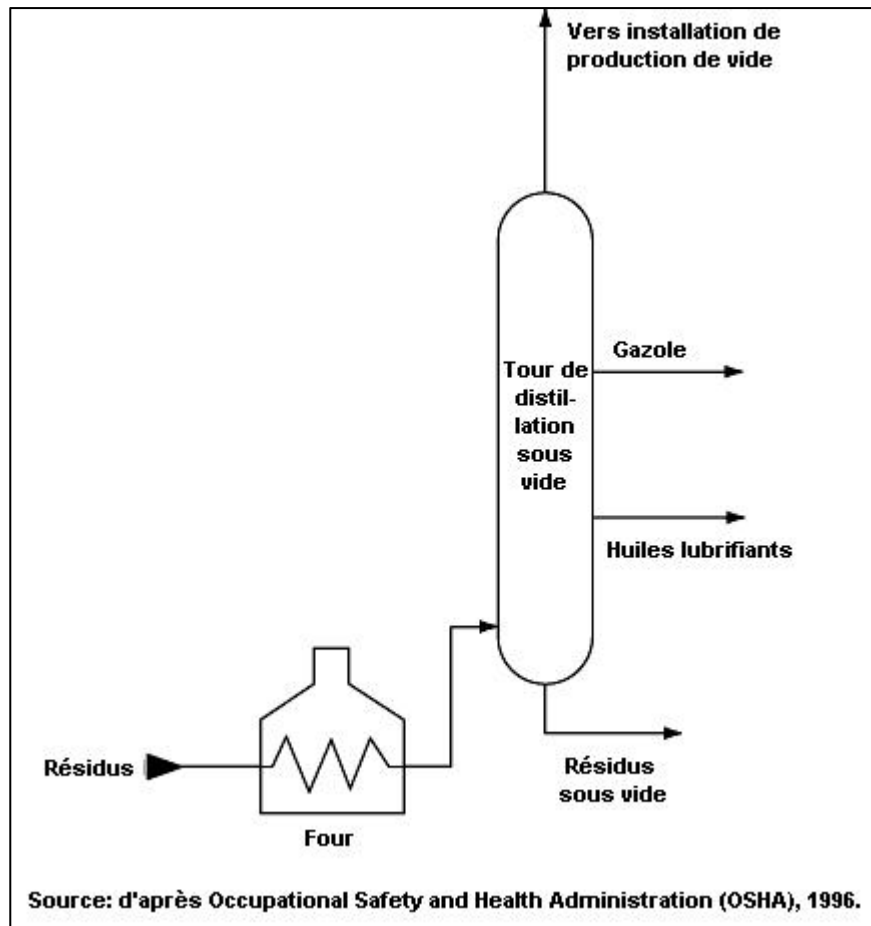 Vers installation de
production de vide
Gazole
Tour de
distil-
lation
sous
vide
Huiles lubrifiants
Résidus
Four
Résidus
sous vide
Source: d'après Occupational Safety and Health Administration (OSHA), 1996.